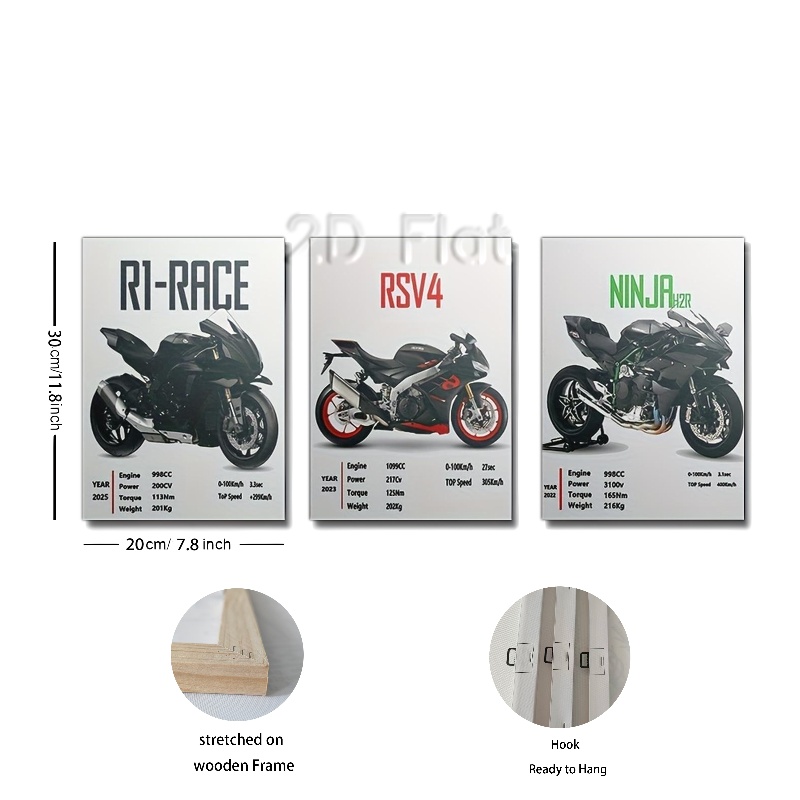 2.D Flat
R1-RACE
RSV4
NINJA H2R
30cm/11.8inch
YEAR 2025
Engine 998CC
Power 200CV
Torque 113Nm
Weight 201Kg
0-100Km/h 3.3sec
ToP Speed +299Km/h
YEAR 2023
Engine 1099CC
Power 217Cv
Torque 125Nm
Weight 202Kg
0-100Km/h 27sec
TOP Speed 305Km/h
YEAR 2022
Engine 998CC
Power 3100v
Torque 165Nm
Weight 216Kg
0-100Km/h 3.1sec
TOP Speed 400Km/h
20cm/ 7.8 inch
stretched on
wooden Frame
Hook
Ready to Hang